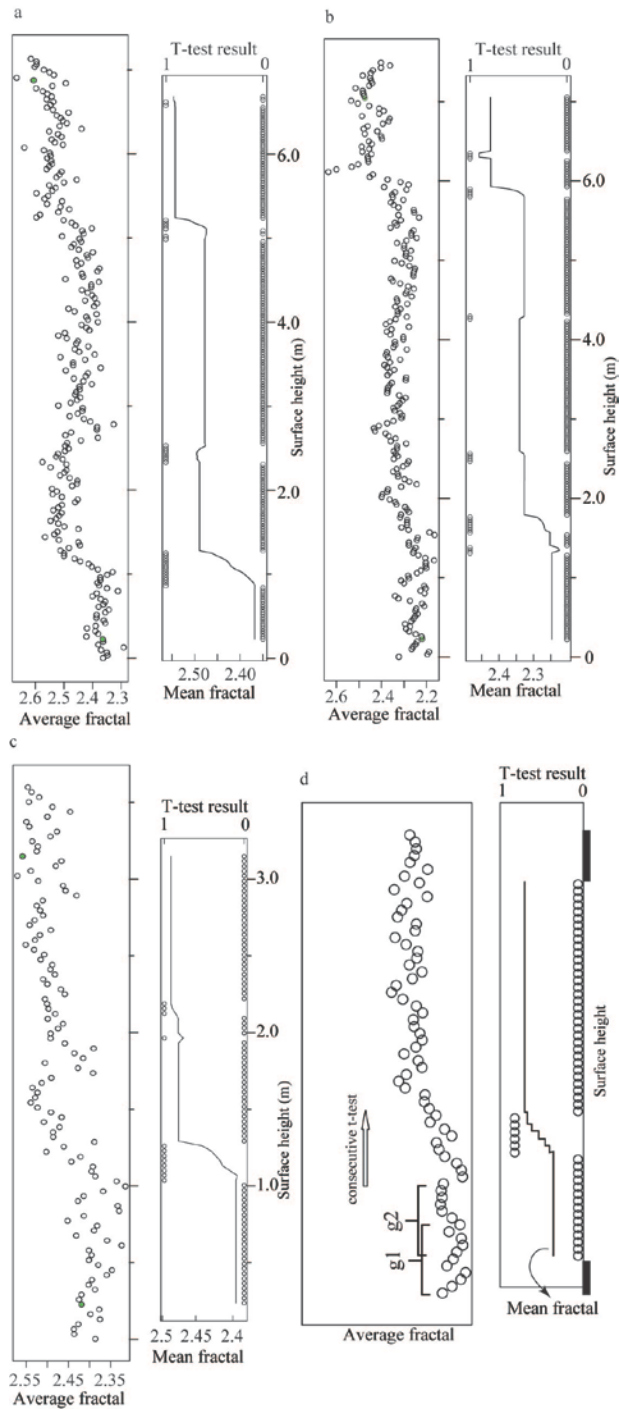 a
T-test result
1 0
6.0
4.0
2.0
0
Surface height (m)
2.6 2.5 2.4 2.3
Average fractal
2.50 2.40
Mean fractal
b
T-test result
1 0
6.0
4.0
2.0
0
Surface height (m)
2.6 2.4 2.2
Average fractal
2.4 2.3
Mean fractal
c
T-test result
1 0
3.0
2.0
1.0
Surface height (m)
2.55 2.45 2.35
Average fractal
2.5 2.45 2.4
Mean fractal
d
T-test result
1 0
Surface height
consecutive t-test
g2
g1
Mean fractal
Average fractal